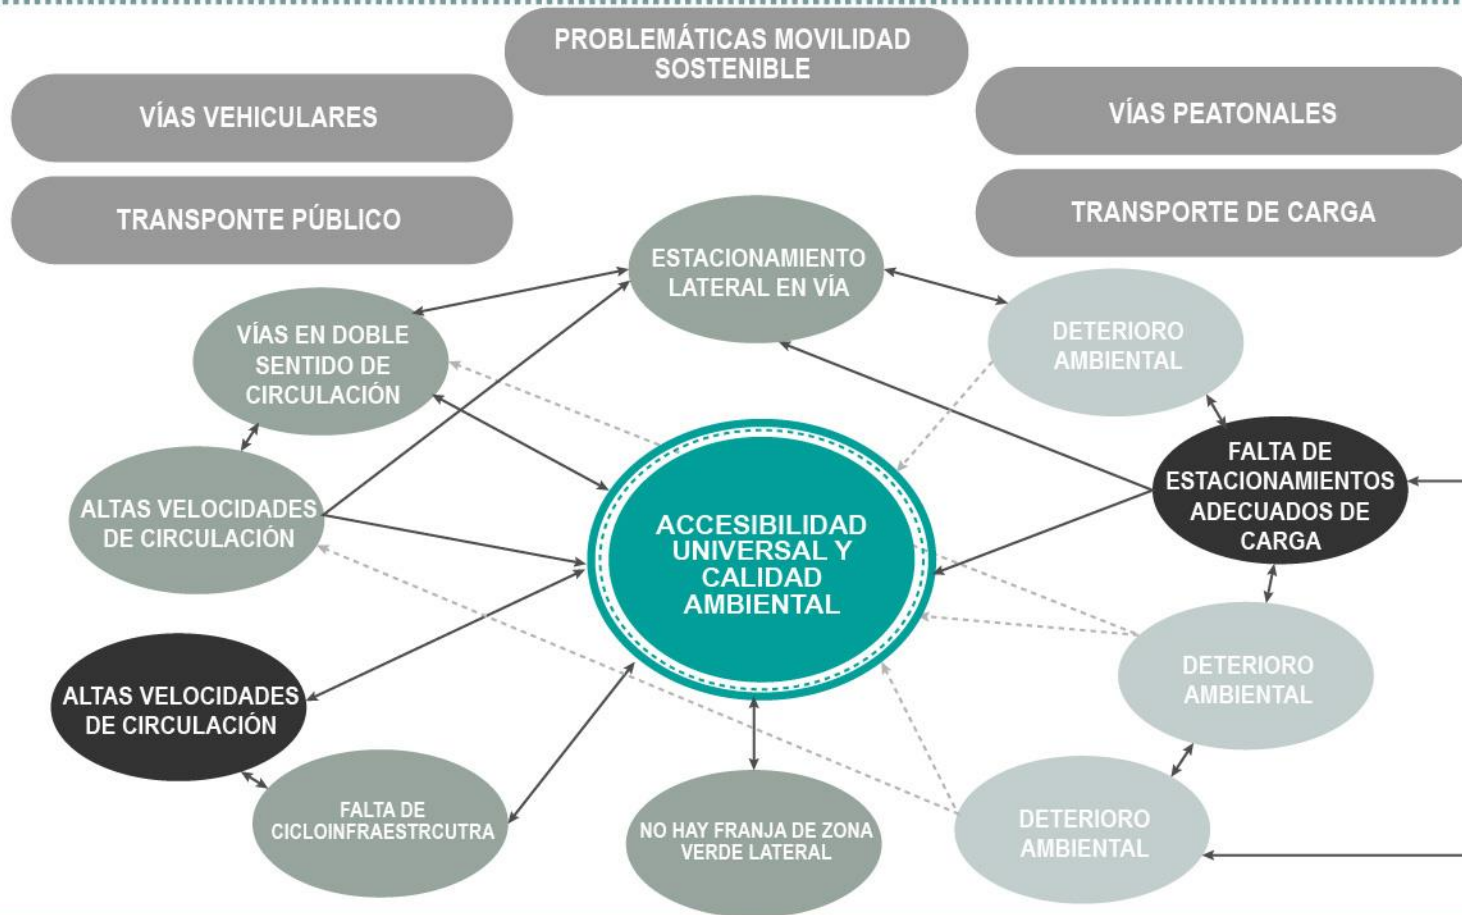 PROBLEMÁTICAS MOVILIDAD
SOSTENIBLE
VÍAS VEHICULARES
VÍAS PEATONALES
TRANSPONTE PÚBLICO
TRANSPORTE DE CARGA
ESTACIONAMIENTO
LATERAL EN VÍA
VÍAS EN DOBLE
SENTIDO DE
CIRCULACIÓN
DETERIORO
AMBIENTAL
ALTAS VELOCIDADES
DE CIRCULACIÓN
ACCESIBILIDAD
UNIVERSAL Y
CALIDAD
AMBIENTAL
FALTA DE
ESTACIONAMIENTOS
ADECUADOS DE
CARGA
ALTAS VELOCIDADES
DE CIRCULACIÓN
DETERIORO
AMBIENTAL
FALTA DE
CICLOINFRAESTRCUTRA
NO HAY FRANJA DE ZONA
VERDE LATERAL
DETERIORO
AMBIENTAL